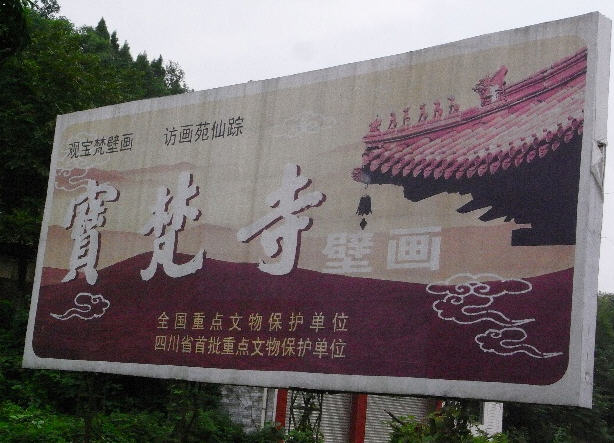 观宝梵壁画 访画苑仙踪
寶梵寺壁画
全国重点文物保护单位
四川省首批重点文物保护单位